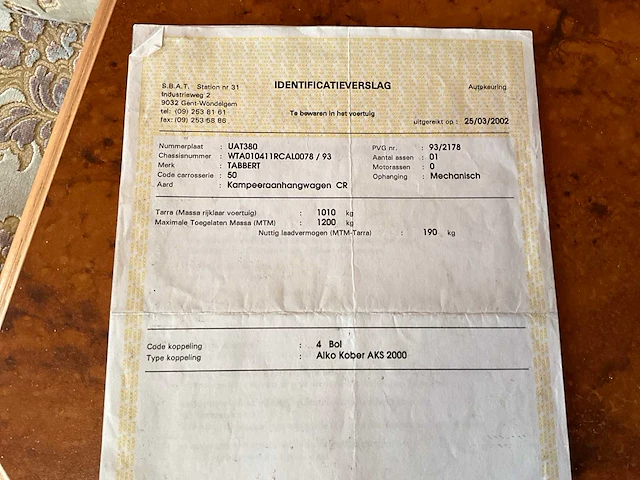 S.B.A.T. Station nr 31
Industrieweg 2
9032 Gent-Wondelgem
tel: (09) 253 81 61
fax: (09) 253 68 86
IDENTIFICATIEVERSLAG
Autokeuring
Te bewaren in het voertuig
uitgereikt op : 25/03/2002
Nummerplaat : UAT380
PVG nr. : 93/2178
Chassisnummer : WTA010411RCAL0078 / 93
Aantal assen : 01
Merk : TABBERT
Motorassen : 0
Code carrosserie : 50
Ophanging : Mechanisch
Aard : Kampeeraanhangwagen CR
Tarra (Massa rijklaar voertuig) : 1010 kg
Maximale Toegelaten Massa (MTM) : 1200 kg
Nuttig laadvermogen (MTM-Tarra) : 190 kg
Code koppeling : 4 Bol
Type koppeling : Alko Kober AKS 2000